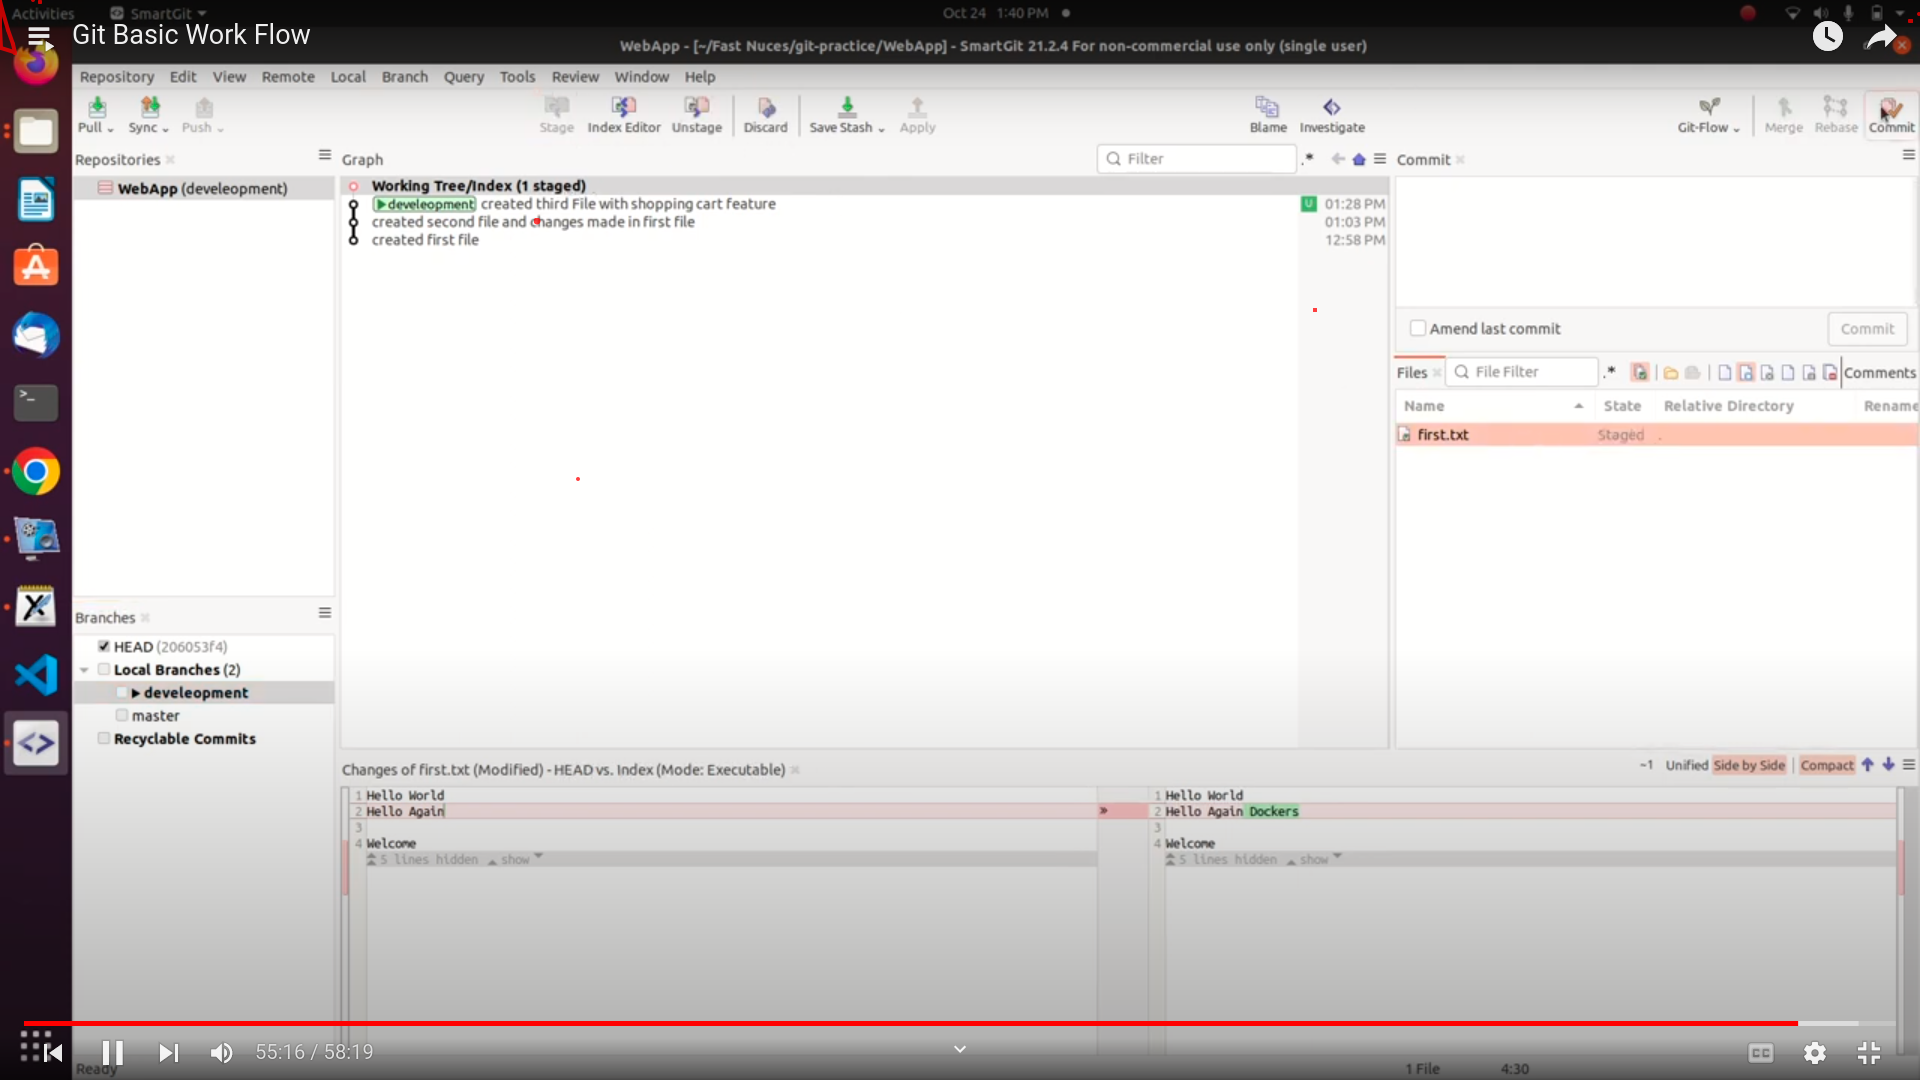 Activities SmartGit Oct 24 1:40 PM
Git Basic Work Flow
WebApp - [~/Fast Nuces/git-practice/WebApp] - SmartGit 21.2.4 For non-commercial use only (single user)
Repository Edit View Remote Local Branch Query Tools Review Window Help
Pull Sync Push Stage Index Editor Unstage Discard Save Stash Apply Blame Investigate Git-Flow Merge Rebase Commit
Repositories
WebApp (develeopment)
Graph
Filter .*
Working Tree/Index (1 staged)
develeopment created third File with shopping cart feature U 01:28 PM
created second file and changes made in first file 01:03 PM
created first file 12:58 PM
Commit
Amend last commit Commit
Files File Filter .* Comments
Name State Relative Directory Rename
first.txt Staged .
Branches
HEAD (206053f4)
Local Branches (2)
develeopment
master
Recyclable Commits
Changes of first.txt (Modified) - HEAD vs. Index (Mode: Executable)
~1 Unified Side by Side Compact
1 Hello World
2 Hello Again
3
4 Welcome
5 lines hidden show
1 Hello World
2 Hello Again Dockers
3
4 Welcome
5 lines hidden show
55:16 / 58:19 CC
Ready 1 File 4:30